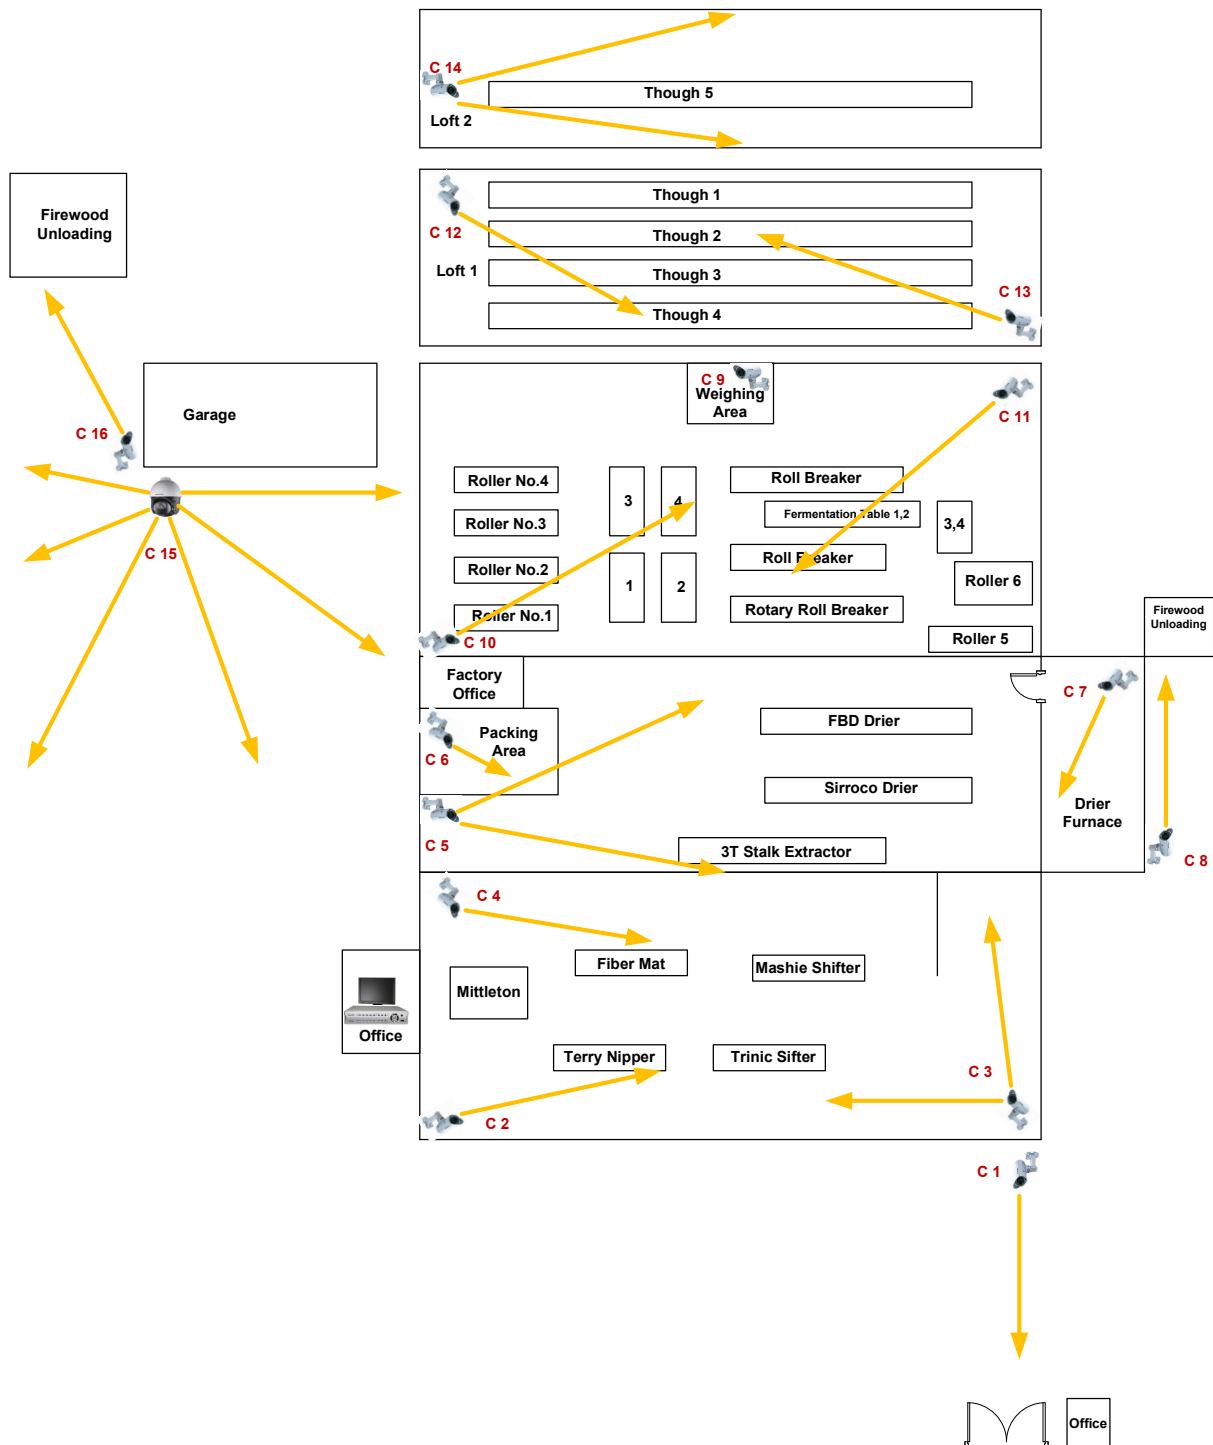 C 14
Though 5
Loft 2
Firewood
Unloading
Though 1
C 12
Though 2
Loft 1
Though 3
C 13
Though 4
C 9
Weighing
Area
C 11
Garage
C 16
Roller No.4
3
4
Roll Breaker
Roller No.3
Fermentation Table 1,2
3,4
C 15
Roll Breaker
Roller No.2
1
2
Roller 6
Roller No.1
Rotary Roll Breaker
Firewood
Unloading
C 10
Roller 5
Factory
Office
C 7
Packing
Area
FBD Drier
C 6
Sirroco Drier
Drier
Furnace
C 5
3T Stalk Extractor
C 8
C 4
Fiber Mat
Mashie Shifter
Mittleton
Office
Terry Nipper
Trinic Sifter
C 3
C 2
C 1
Office